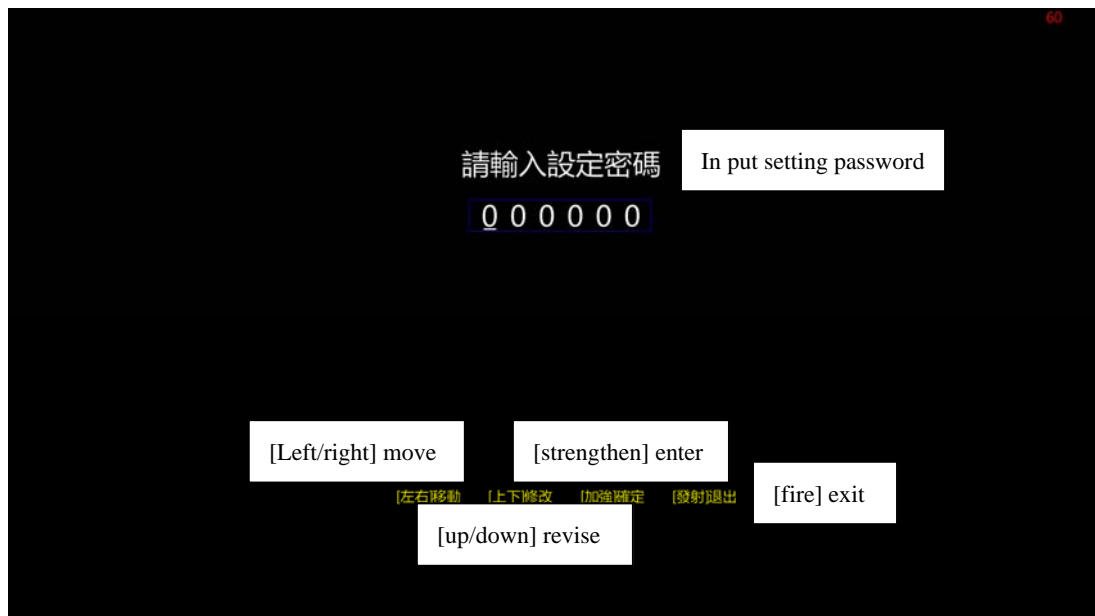 60
請輸入設定密碼
In put setting password
0 0 0 0 0 0
[Left/right] move
[strengthen] enter
[左右]移動 [上下]修改 [加強]確定 [發射]退出
[fire] exit
[up/down] revise